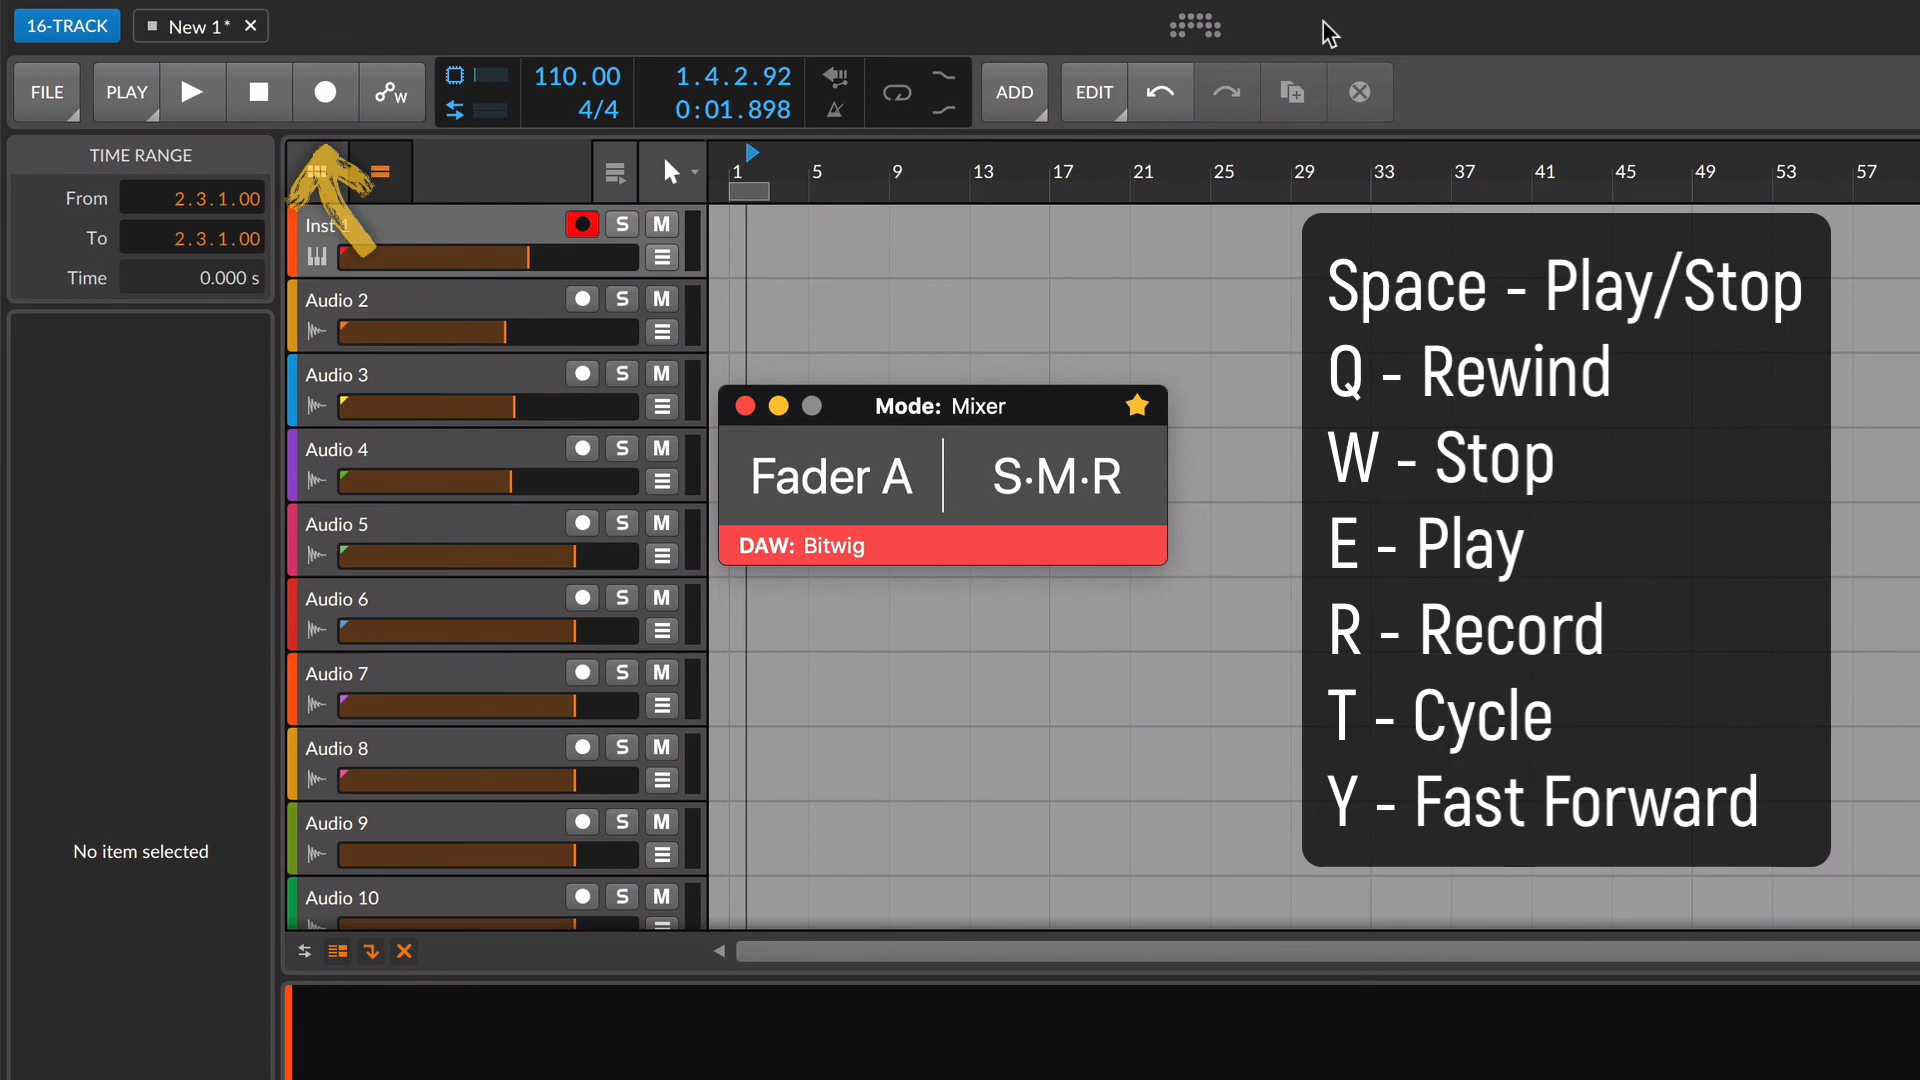 16-TRACK
New 1*
FILE
PLAY
W
110.00
4/4
1.4.2.92
0:01.898
ADD
EDIT
TIME RANGE
From 2.3.1.00
To 2.3.1.00
Time 0.000 s
No item selected
1 5 9 13 17 21 25 29 33 37 41 45 49 53 57
Inst 1 S M
Audio 2 S M
Audio 3 S M
Audio 4 S M
Audio 5 S M
Audio 6 S M
Audio 7 S M
Audio 8 S M
Audio 9 S M
Audio 10 S M
Mode: Mixer
Fader A S·M·R
DAW: Bitwig
Space - Play/Stop
Q - Rewind
W - Stop
E - Play
R - Record
T - Cycle
Y - Fast Forward